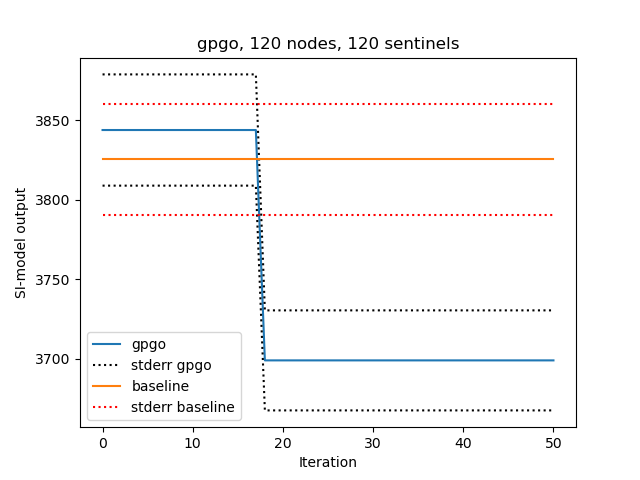 gpgo, 120 nodes, 120 sentinels
SI-model output
3850
3800
3750
3700
gpgo
stderr gpgo
baseline
stderr baseline
0 10 20 30 40 50
Iteration